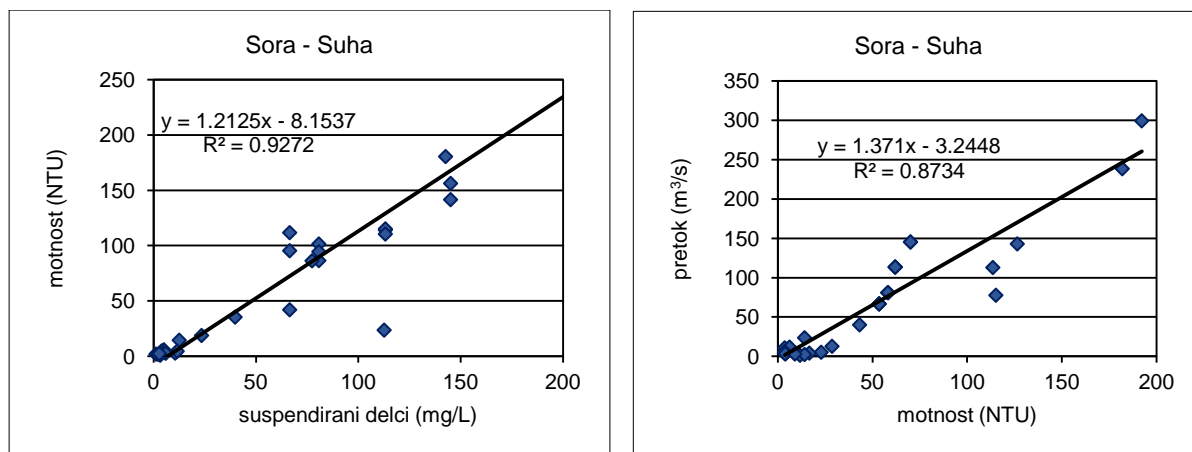 Sora - Suha
250
200
150
100
50
0
y = 1.2125x - 8.1537
R² = 0.9272
motnost (NTU)
0 50 100 150 200
suspendirani delci (mg/L)
Sora - Suha
350
300
250
200
150
100
50
0
y = 1.371x - 3.2448
R² = 0.8734
pretok (m³/s)
0 50 100 150 200
motnost (NTU)